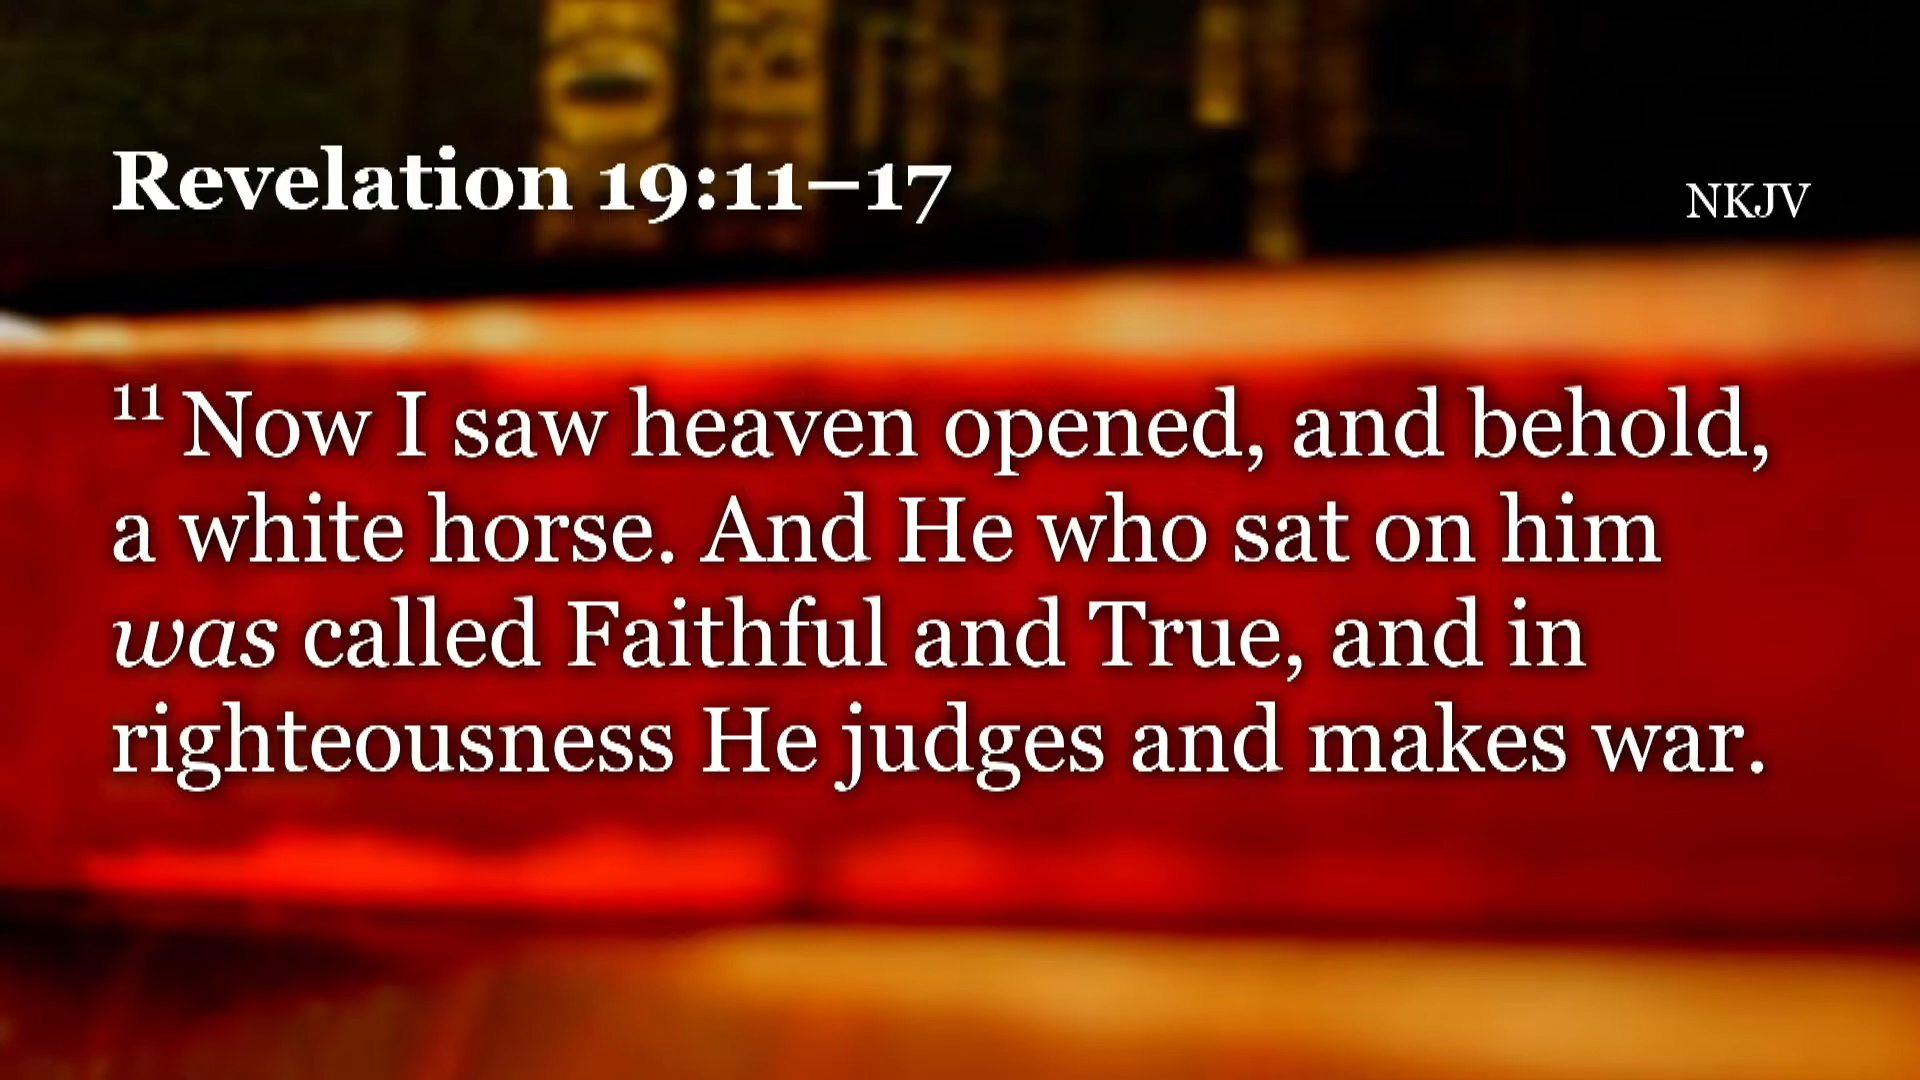 Revelation 19:11–17
NKJV
11 Now I saw heaven opened, and behold,
a white horse. And He who sat on him
was called Faithful and True, and in
righteousness He judges and makes war.